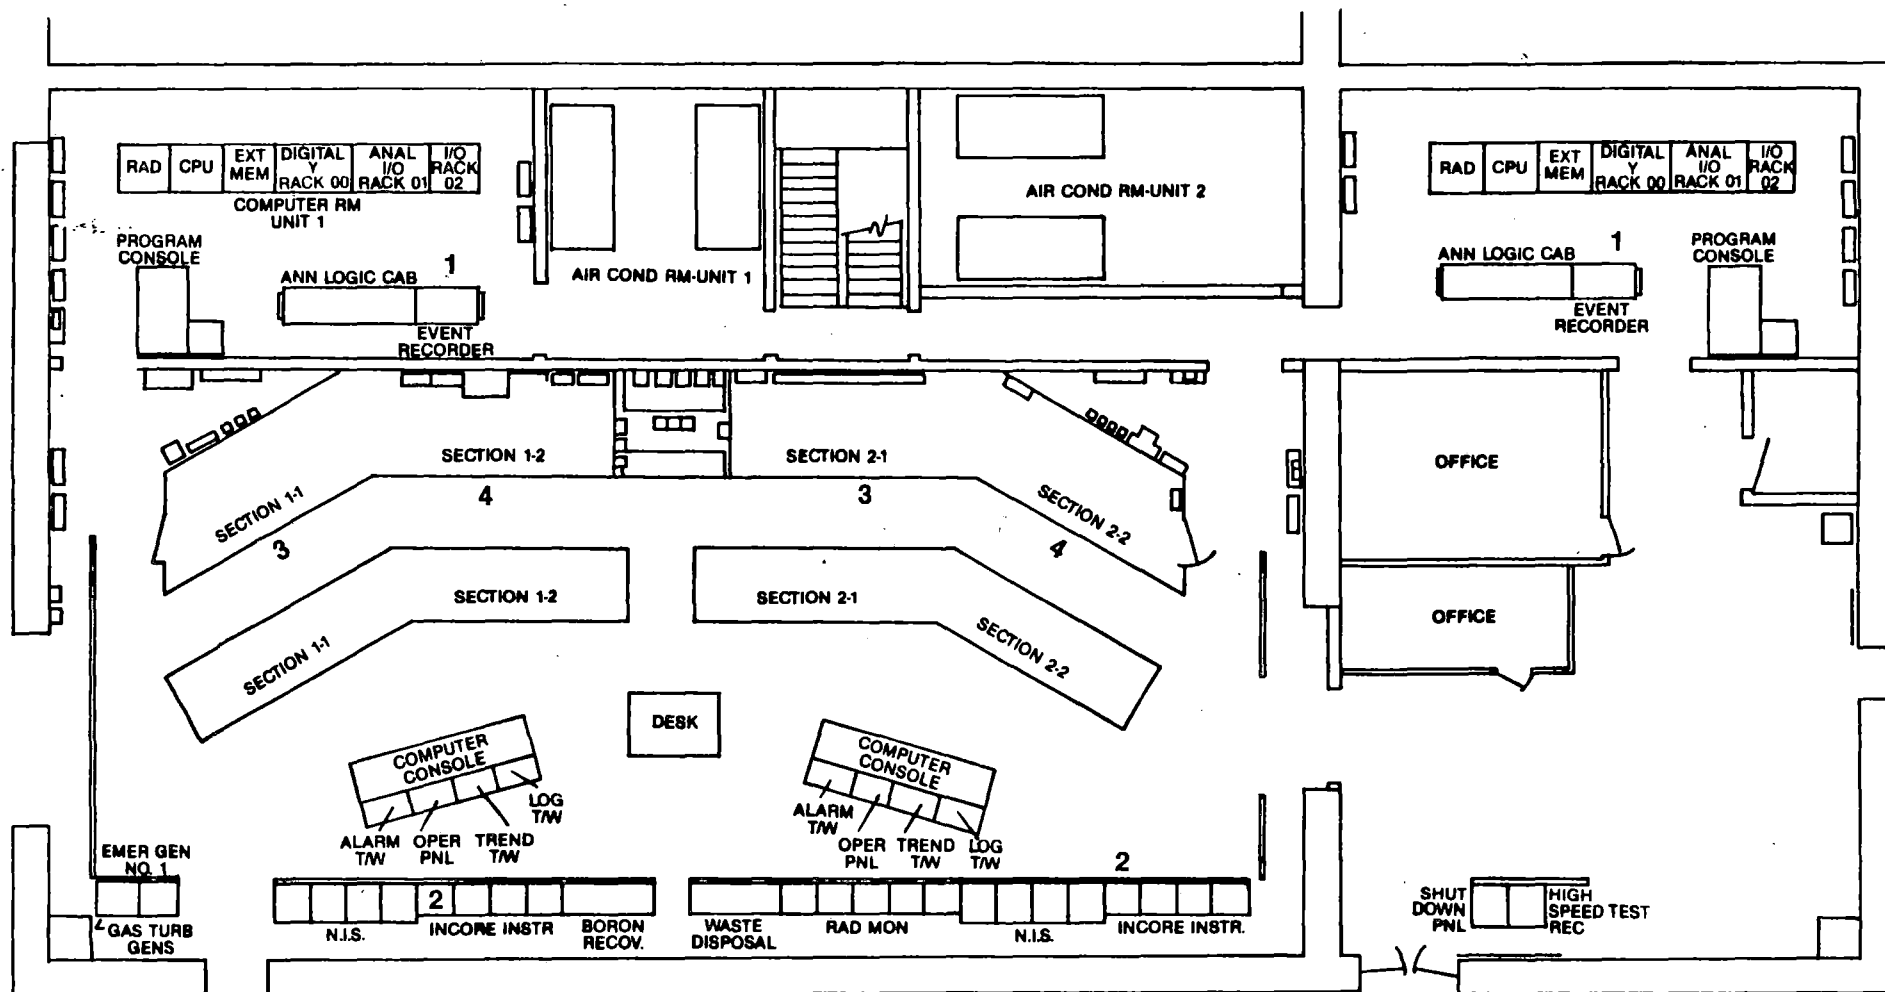 RAD
CPU
EXT
MEM
DIGITAL
Y
RACK 00
ANAL
I/O
RACK 01
I/O
RACK
02
COMPUTER RM
UNIT 1
PROGRAM
CONSOLE
ANN LOGIC CAB
1
EVENT
RECORDER
AIR COND RM-UNIT 1
AIR COND RM-UNIT 2
RAD
CPU
EXT
MEM
DIGITAL
Y
RACK 00
ANAL
I/O
RACK 01
I/O
RACK
02
ANN LOGIC CAB
1
EVENT
RECORDER
PROGRAM
CONSOLE
SECTION 1-1
3
SECTION 1-2
4
SECTION 2-1
3
SECTION 2-2
4
OFFICE
SECTION 1-1
SECTION 1-2
SECTION 2-1
SECTION 2-2
OFFICE
DESK
COMPUTER
CONSOLE
ALARM
T/W
OPER
PNL
TREND
T/W
LOG
T/W
COMPUTER
CONSOLE
ALARM
T/W
OPER
PNL
TREND
T/W
LOG
T/W
EMER GEN
NO. 1
GAS TURB
GENS
N.I.S.
2
INCORE INSTR
BORON
RECOV.
WASTE
DISPOSAL
RAD MON
N.I.S.
2
INCORE INSTR.
SHUT
DOWN
PNL
HIGH
SPEED TEST
REC